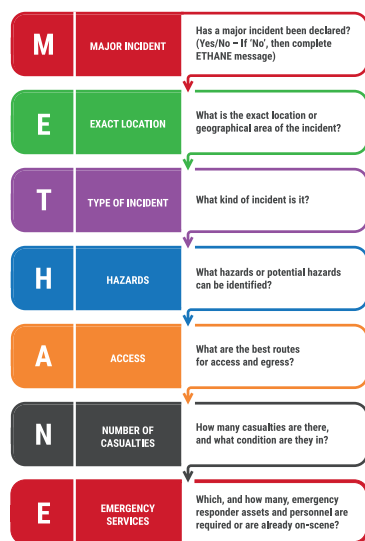 M
MAJOR INCIDENT
Has a major incident been declared?
(Yes/No – If ‘No’, then complete
ETHANE message)
E
EXACT LOCATION
What is the exact location or
geographical area of the incident?
T
TYPE OF INCIDENT
What kind of incident is it?
H
HAZARDS
What hazards or potential hazards
can be identified?
A
ACCESS
What are the best routes
for access and egress?
N
NUMBER OF
CASUALTIES
How many casualties are there,
and what condition are they in?
E
EMERGENCY
SERVICES
Which, and how many, emergency
responder assets and personnel are
required or are already on-scene?